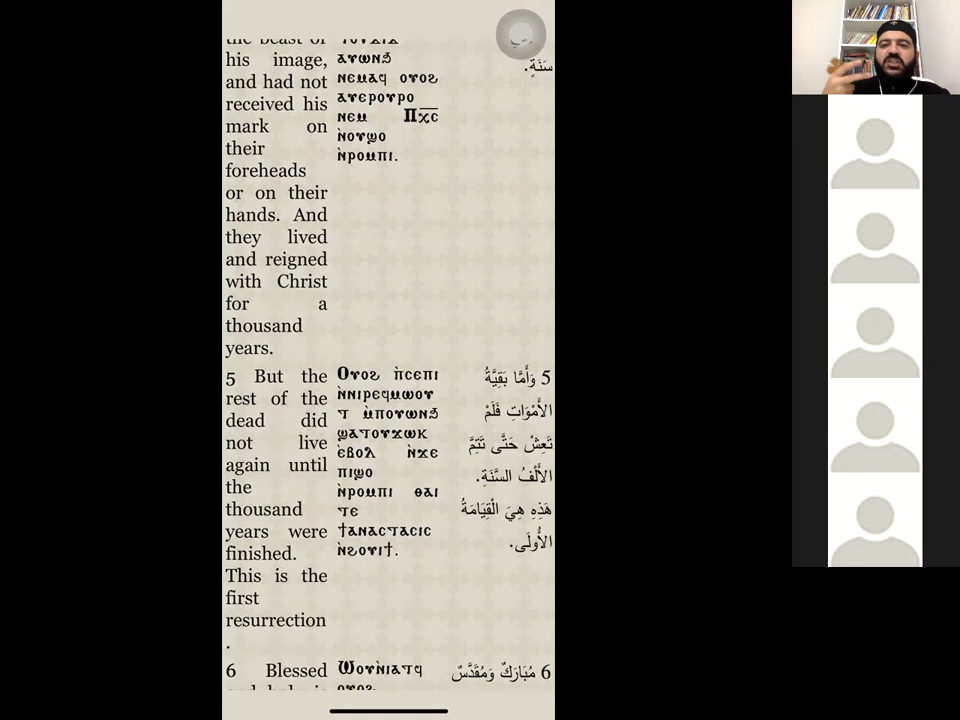 his image,
and had not
received his
mark on
their
foreheads
or on their
hands. And
they lived
and reigned
with Christ
for a
thousand
years.
5 But the
rest of the
dead did
not live
again until
the
thousand
years were
finished.
This is the
first
resurrection
.
6 Blessed
ⲁⲩⲱⲛϧ
ⲛⲉⲙⲁϥ ⲟⲩⲟϩ
ⲁⲩⲉⲣⲟⲩⲣⲟ
ⲛⲉⲙ Ⲡⲭ̅ⲥ̅
ⲛ̀ⲟⲩϣⲟ
ⲛ̀ⲣⲟⲙⲡⲓ.
Ⲟⲩⲟϩ ⲡ̀ⲥⲉⲡⲓ
ⲛ̀ⲛⲓⲣⲉϥⲙⲱⲟⲩ
ⲧ ⲙ̀ⲡⲟⲩⲱⲛϧ
ϣⲁⲧⲟⲩϫⲱⲕ
ⲉ̀ⲃⲟⲗ ⲛ̀ϫⲉ
ⲡⲓϣⲟ
ⲛ̀ⲣⲟⲙⲡⲓ ⲑⲁⲓ
ⲧⲉ
ϯⲁⲛⲁⲥⲧⲁⲥⲓⲥ
ⲛ̀ϩⲟⲩⲓϯ.
Ⲱⲟⲩⲛ̀ⲓⲁⲧϥ
سَنَةٍ.
5 وَأَمَّا بَقِيَّةُ
الأَمْوَاتِ فَلَمْ
تَعِشْ حَتَّى تَتِمَّ
الأَلْفُ السَّنَةِ.
هَذِهِ هِيَ الْقِيَامَةُ
الأُولَى.
6 مُبَارَكٌ وَمُقَدَّسٌ